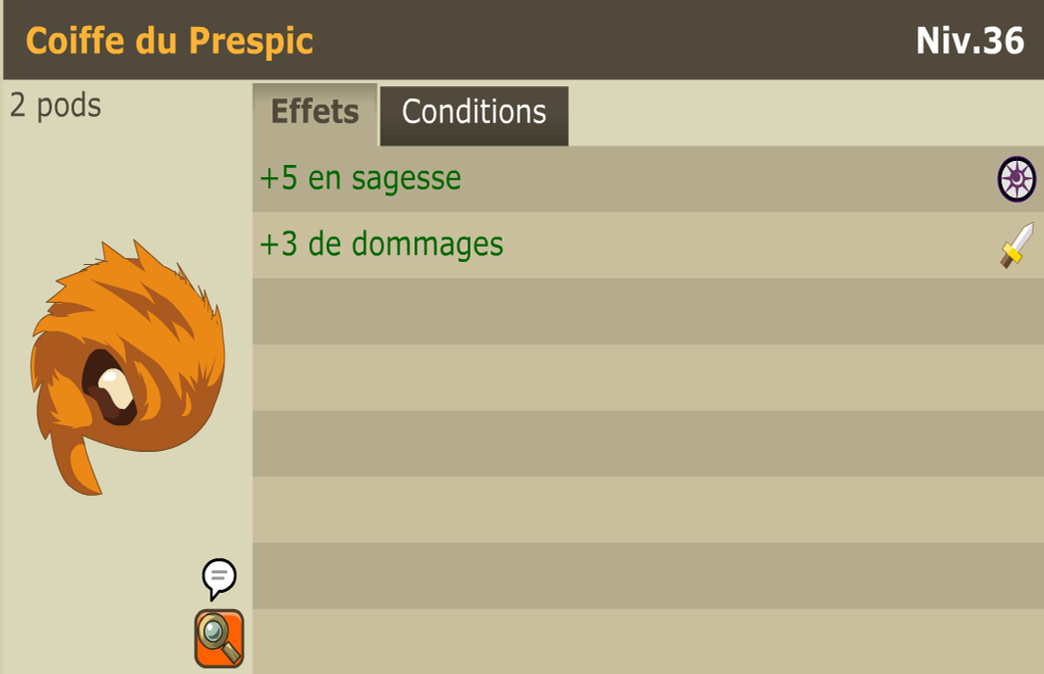 Coiffe du Prespic
Niv.36
2 pods
Effets
Conditions
+5 en sagesse
+3 de dommages